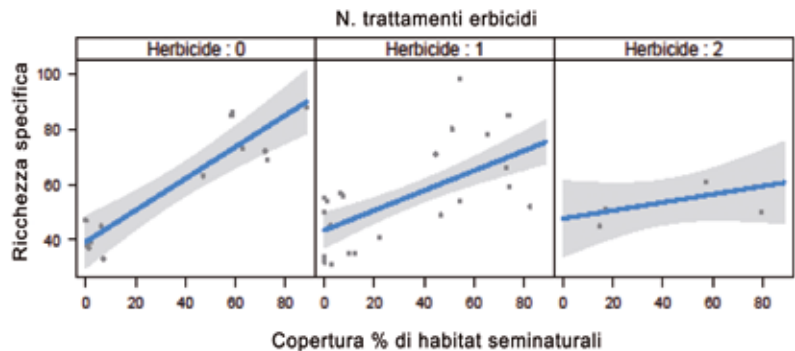 N. trattamenti erbicidi
Herbicide : 0 Herbicide : 1 Herbicide : 2
Ricchezza specifica
100
80
60
40
0 20 40 60 80 0 20 40 60 80 0 20 40 60 80
Copertura % di habitat seminaturali